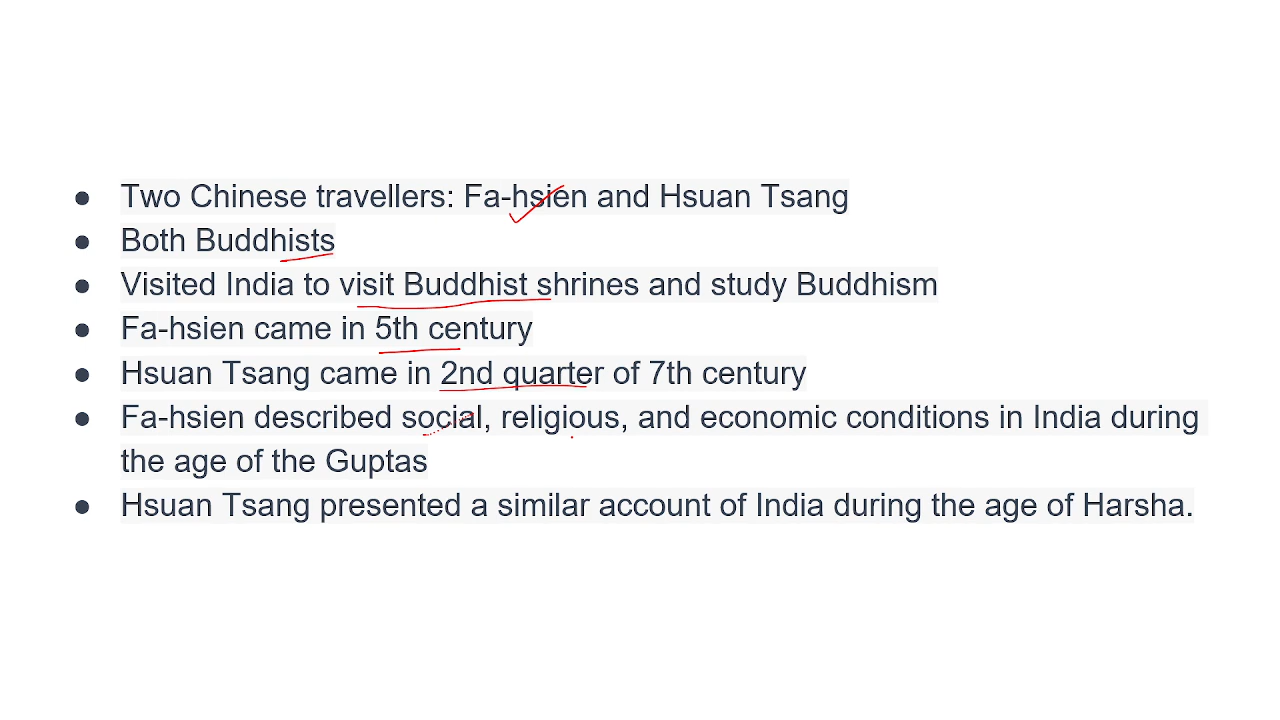 ● Two Chinese travellers: Fa-hsien and Hsuan Tsang
● Both Buddhists
● Visited India to visit Buddhist shrines and study Buddhism
● Fa-hsien came in 5th century
● Hsuan Tsang came in 2nd quarter of 7th century
● Fa-hsien described social, religious, and economic conditions in India during
the age of the Guptas
● Hsuan Tsang presented a similar account of India during the age of Harsha.